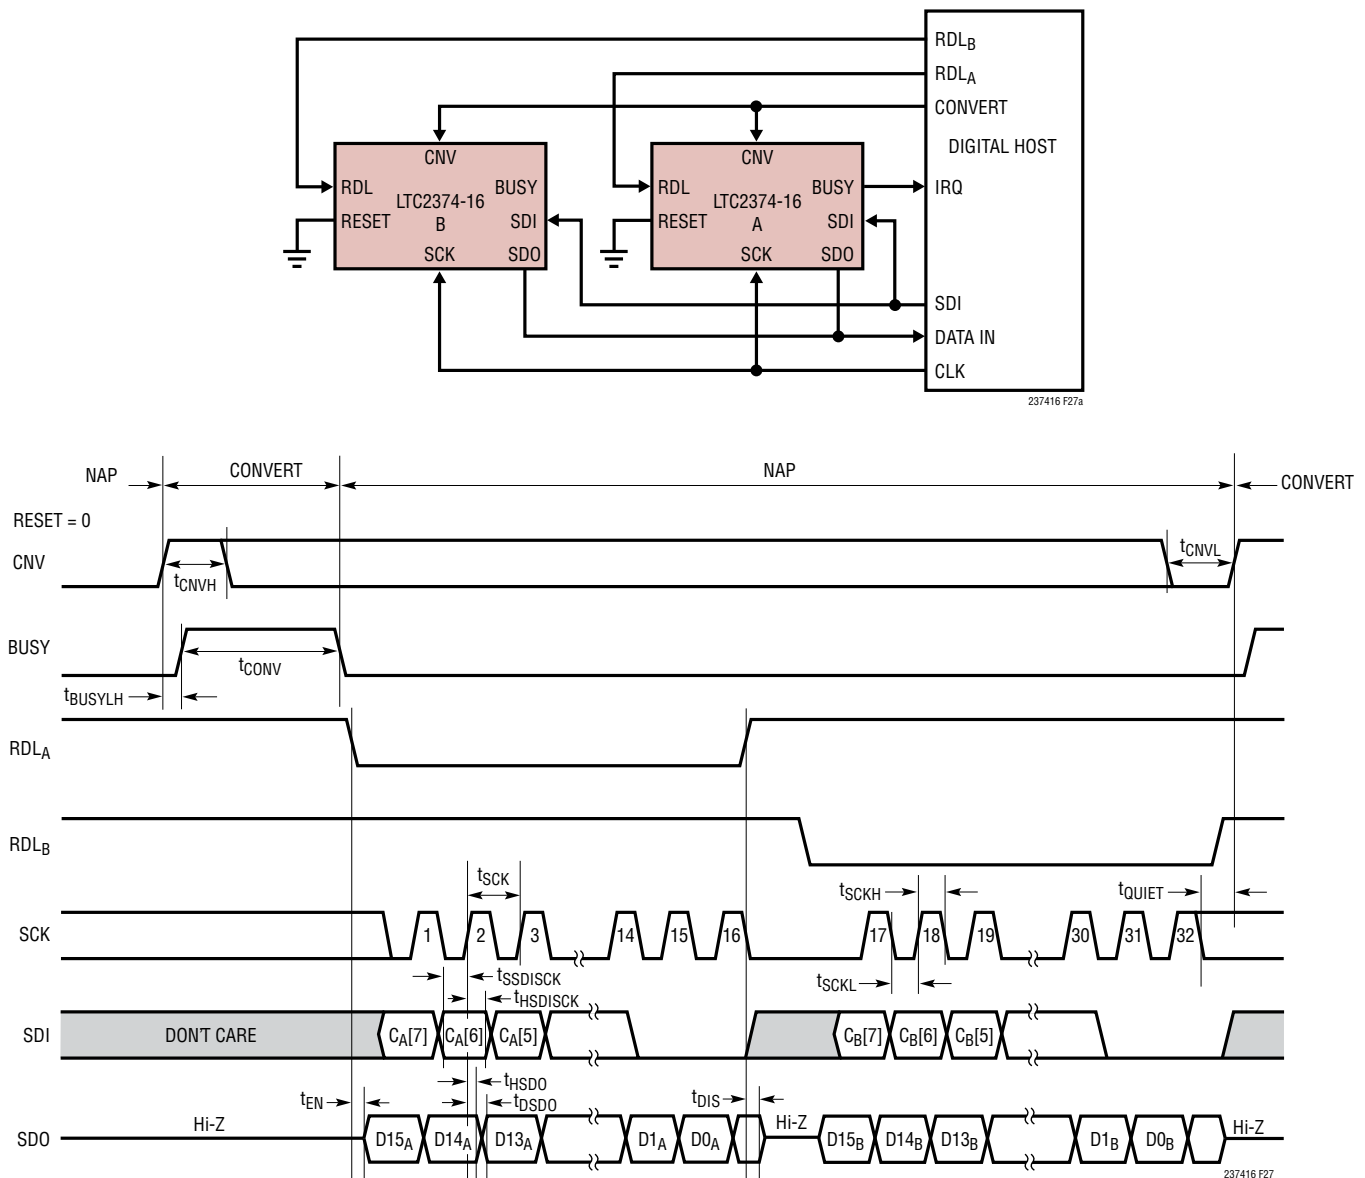 RDLB
RDLA
CONVERT
DIGITAL HOST
CNV
CNV
RDL
BUSY
RDL
BUSY
IRQ
LTC2374-16
LTC2374-16
RESET
B
SDI
RESET
A
SDI
SCK
SDO
SCK
SDO
SDI
DATA IN
CLK
237416 F27a
NAP
CONVERT
NAP
CONVERT
RESET = 0
CNV
tCNVH
tCNVL
BUSY
tCONV
tBUSYLH
RDLA
RDLB
tSCK
tSCKH
tQUIET
SCK
1
2
3
14
15
16
17
18
19
30
31
32
tSSDISCK
tHSDISCK
tSCKL
SDI
DON'T CARE
CA[7]
CA[6]
CA[5]
CB[7]
CB[6]
CB[5]
tHSDO
tEN
tDSDO
tDIS
SDO
Hi-Z
D15A
D14A
D13A
D1A
D0A
Hi-Z
D15B
D14B
D13B
D1B
D0B
Hi-Z
237416 F27